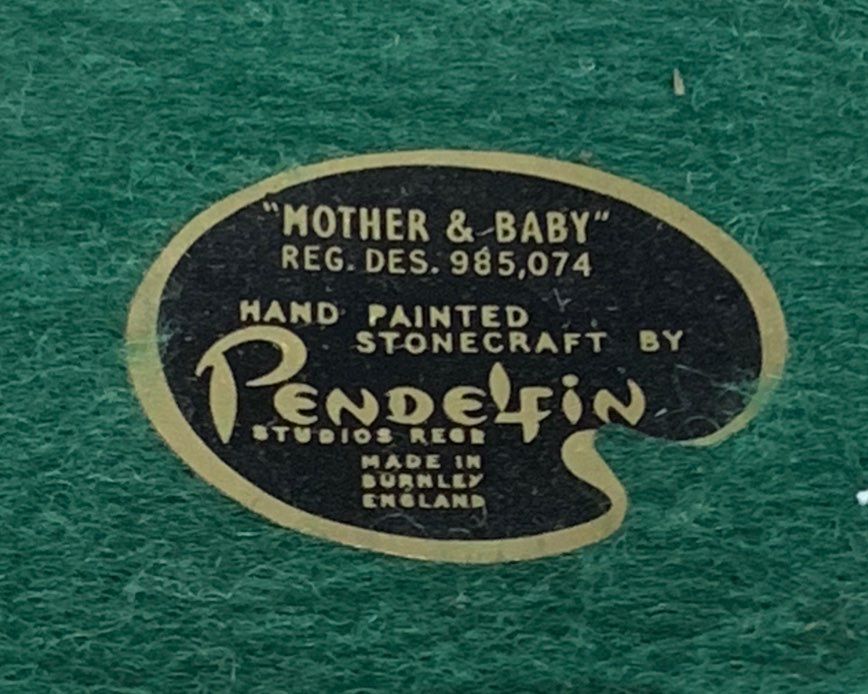 "MOTHER & BABY"
REG. DES. 985,074
HAND PAINTED
STONECRAFT BY
PENDELFIN
STUDIOS REGD
MADE IN
BURNLEY
ENGLAND